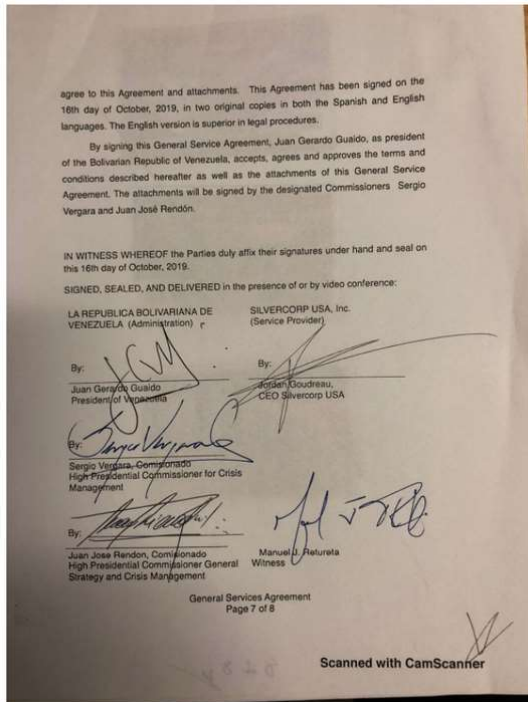 agree to this Agreement and attachments. This Agreement has been signed on the
16th day of October, 2019, in two original copies in both the Spanish and English
languages. The English version is superior in legal procedures.
By signing this General Service Agreement, Juan Gerardo Guaido, as president
of the Bolivarian Republic of Venezuela, accepts, agrees and approves the terms and
conditions described hereafter as well as the attachments of this General Service
Agreement. The attachments will be signed by the designated Commissioners Sergio
Vergara and Juan José Rendón.
IN WITNESS WHEREOF the Parties duly affix their signatures under hand and seal on
this 16th day of October, 2019.
SIGNED, SEALED, AND DELIVERED in the presence of or by video conference:
LA REPUBLICA BOLIVARIANA DE
VENEZUELA (Administration)
SILVERCORP USA, Inc.
(Service Provider)
By:
Juan Gerardo Guaido
President of Venezuela
By:
Jordan Goudreau,
CEO Silvercorp USA
By:
Sergio Vergara, Comisionado
High Presidential Commissioner for Crisis
Management
By:
Juan Jose Rendon, Comisionado
High Presidential Commissioner General
Strategy and Crisis Management
Manuel J. Retureta
Witness
General Services Agreement
Page 7 of 8
Scanned with CamScanner